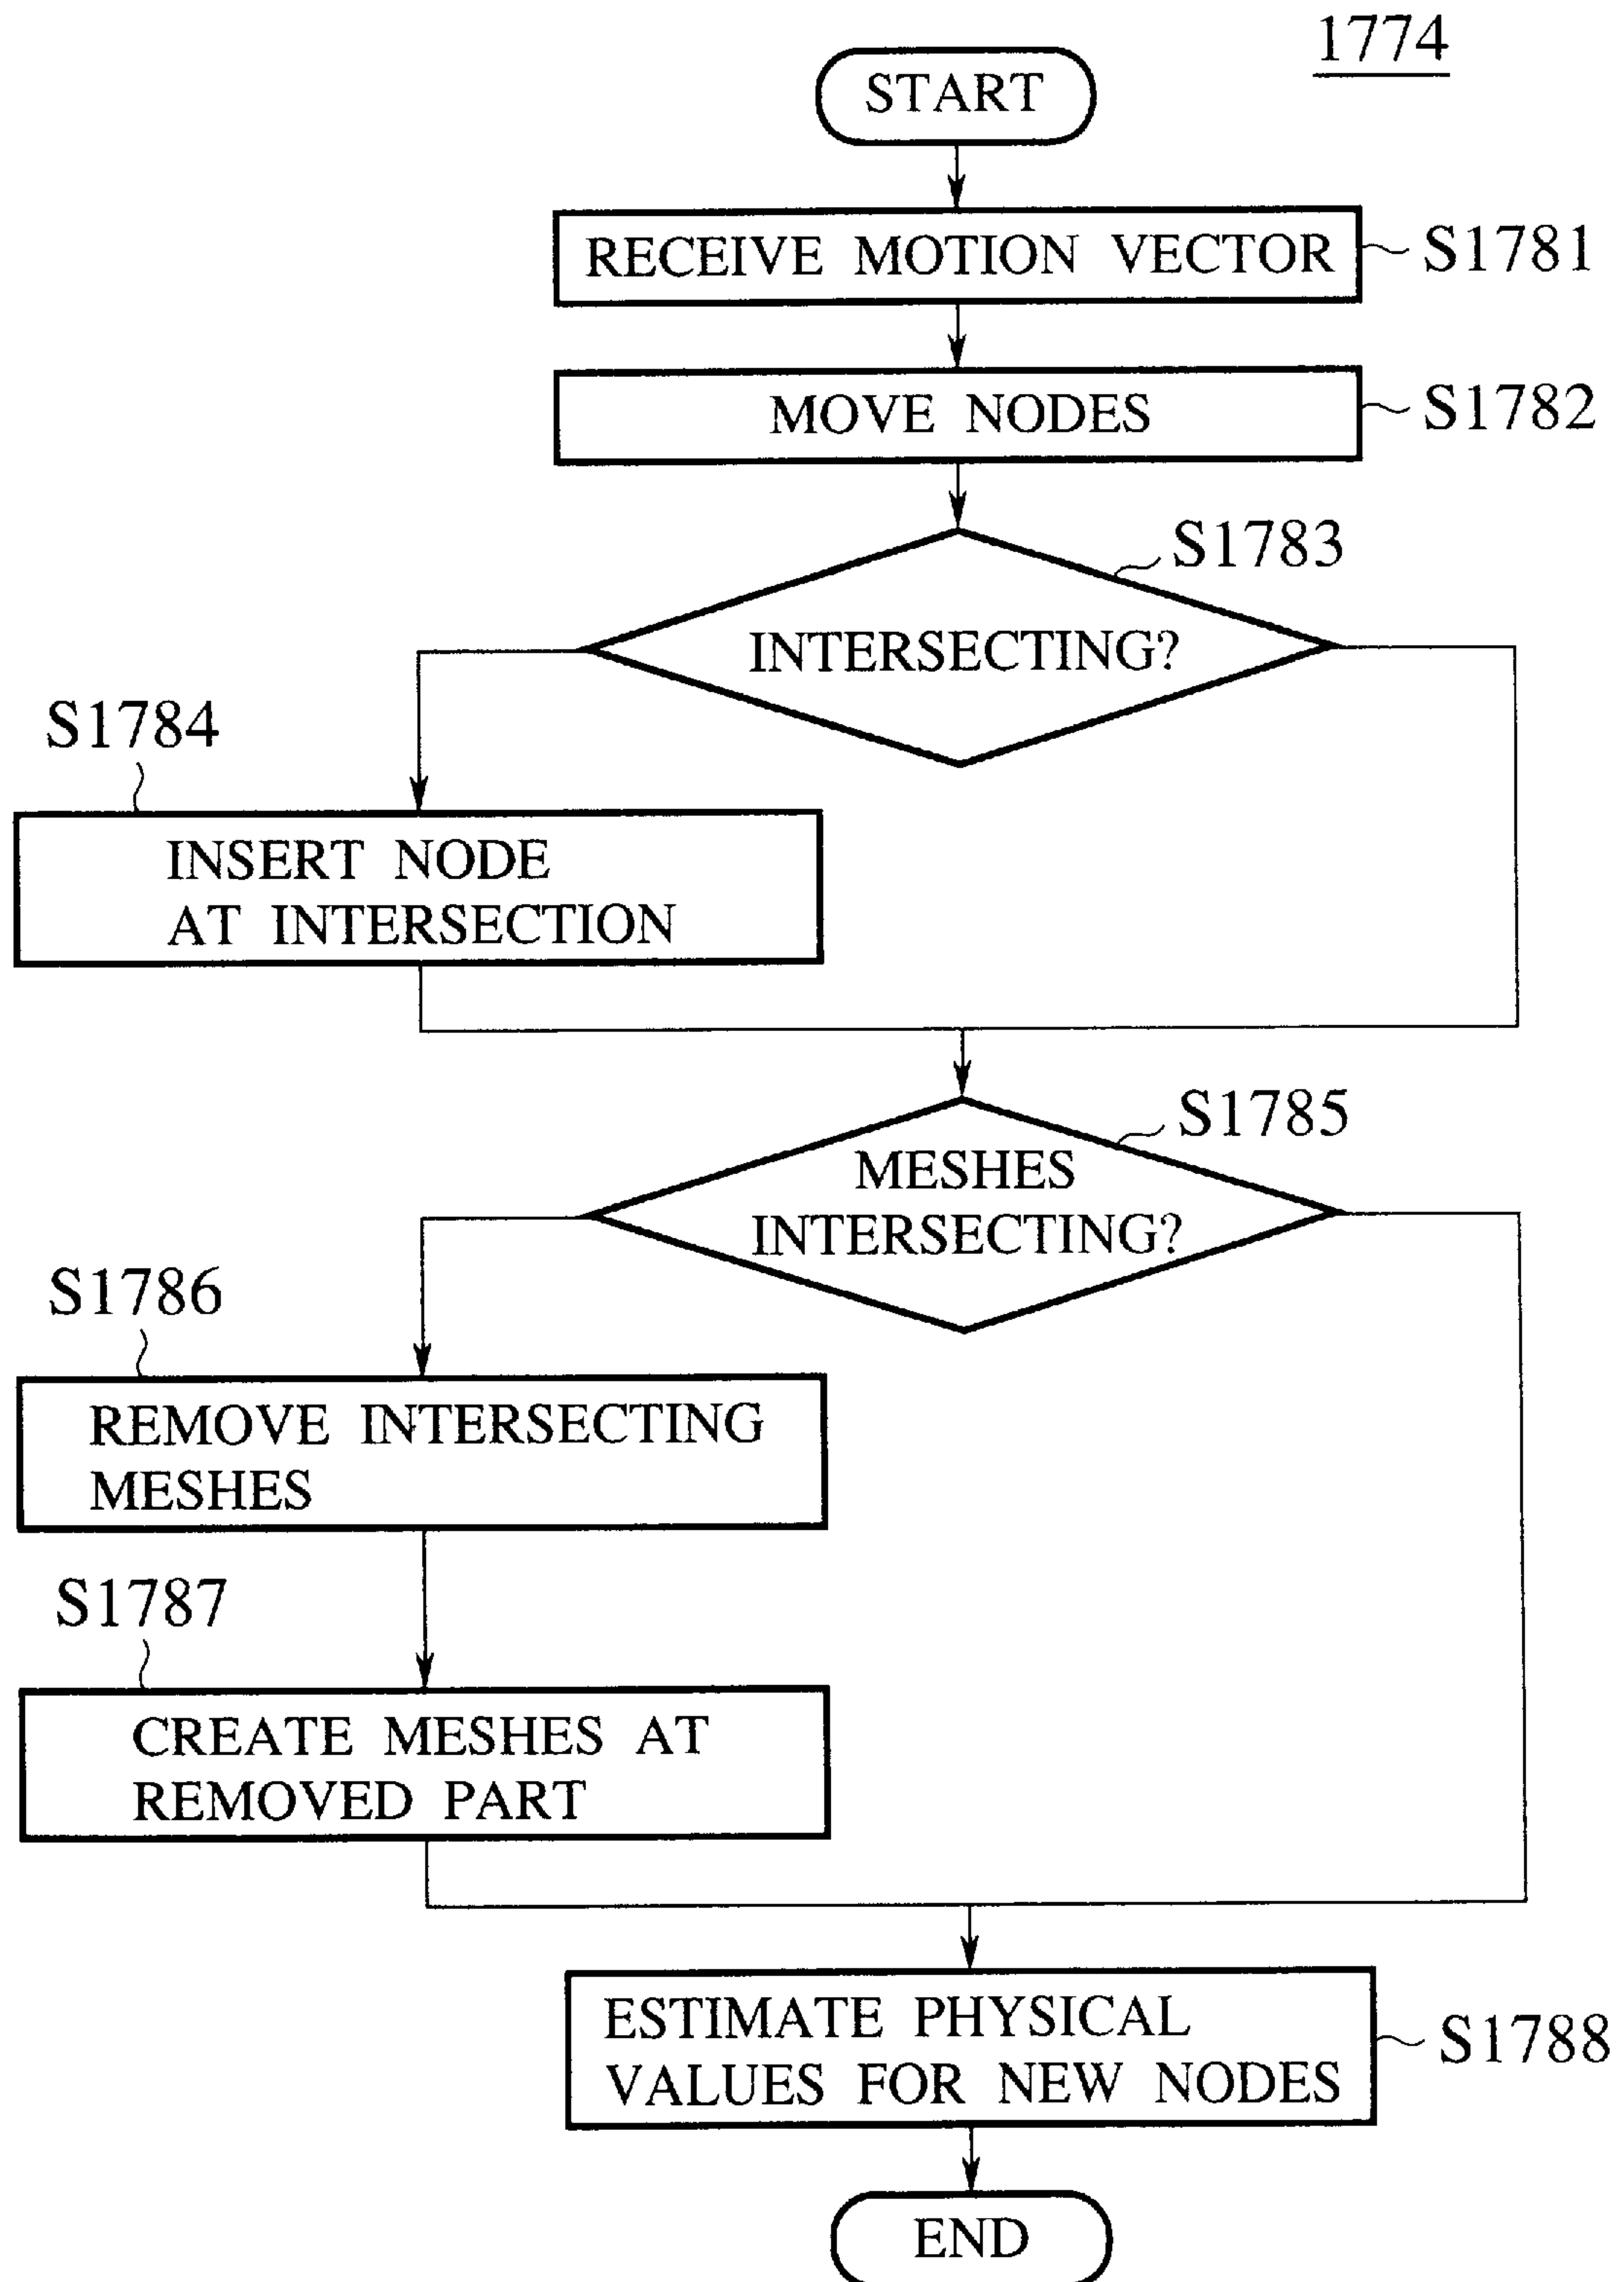 1774
START
RECEIVE MOTION VECTOR
S1781
MOVE NODES
S1782
S1783
INTERSECTING?
S1784
INSERT NODE
AT INTERSECTION
S1785
MESHES
INTERSECTING?
S1786
REMOVE INTERSECTING
MESHES
S1787
CREATE MESHES AT
REMOVED PART
ESTIMATE PHYSICAL
VALUES FOR NEW NODES
S1788
END